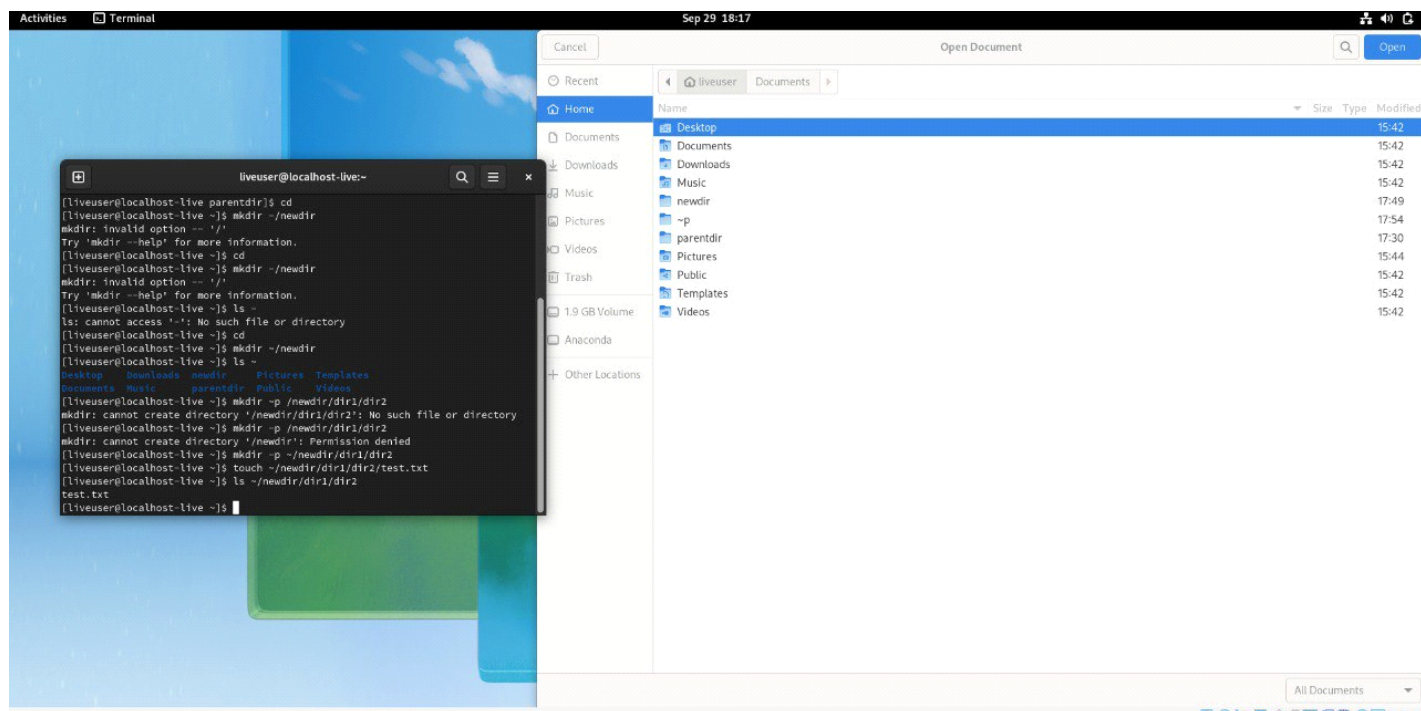 Activities Terminal Sep 29 18:17
Cancel Open Document Open
Recent
Home
Documents
Downloads
Music
Pictures
Videos
Trash
1.9 GB Volume
Anaconda
Other Locations
liveuser Documents
Name Size Type Modified
Desktop 15:42
Documents 15:42
Downloads 15:42
Music 15:42
newdir 17:49
~p 17:54
parentdir 17:30
Pictures 15:44
Public 15:42
Templates 15:42
Videos 15:42
All Documents
liveuser@localhost-live:~
[liveuser@localhost-live parentdir]$ cd
[liveuser@localhost-live ~]$ mkdir -/newdir
mkdir: invalid option -- '/'
Try 'mkdir --help' for more information.
[liveuser@localhost-live ~]$ cd
[liveuser@localhost-live ~]$ mkdir -/newdir
mkdir: invalid option -- '/'
Try 'mkdir --help' for more information.
[liveuser@localhost-live ~]$ ls -
ls: cannot access '-': No such file or directory
[liveuser@localhost-live ~]$ cd
[liveuser@localhost-live ~]$ mkdir ~/newdir
[liveuser@localhost-live ~]$ ls ~
Desktop Downloads newdir Pictures Templates
Documents Music parentdir Public Videos
[liveuser@localhost-live ~]$ mkdir ~p /newdir/dir1/dir2
mkdir: cannot create directory '/newdir/dir1/dir2': No such file or directory
[liveuser@localhost-live ~]$ mkdir -p /newdir/dir1/dir2
mkdir: cannot create directory '/newdir': Permission denied
[liveuser@localhost-live ~]$ mkdir -p ~/newdir/dir1/dir2
[liveuser@localhost-live ~]$ touch ~/newdir/dir1/dir2/test.txt
[liveuser@localhost-live ~]$ ls ~/newdir/dir1/dir2
test.txt
[liveuser@localhost-live ~]$